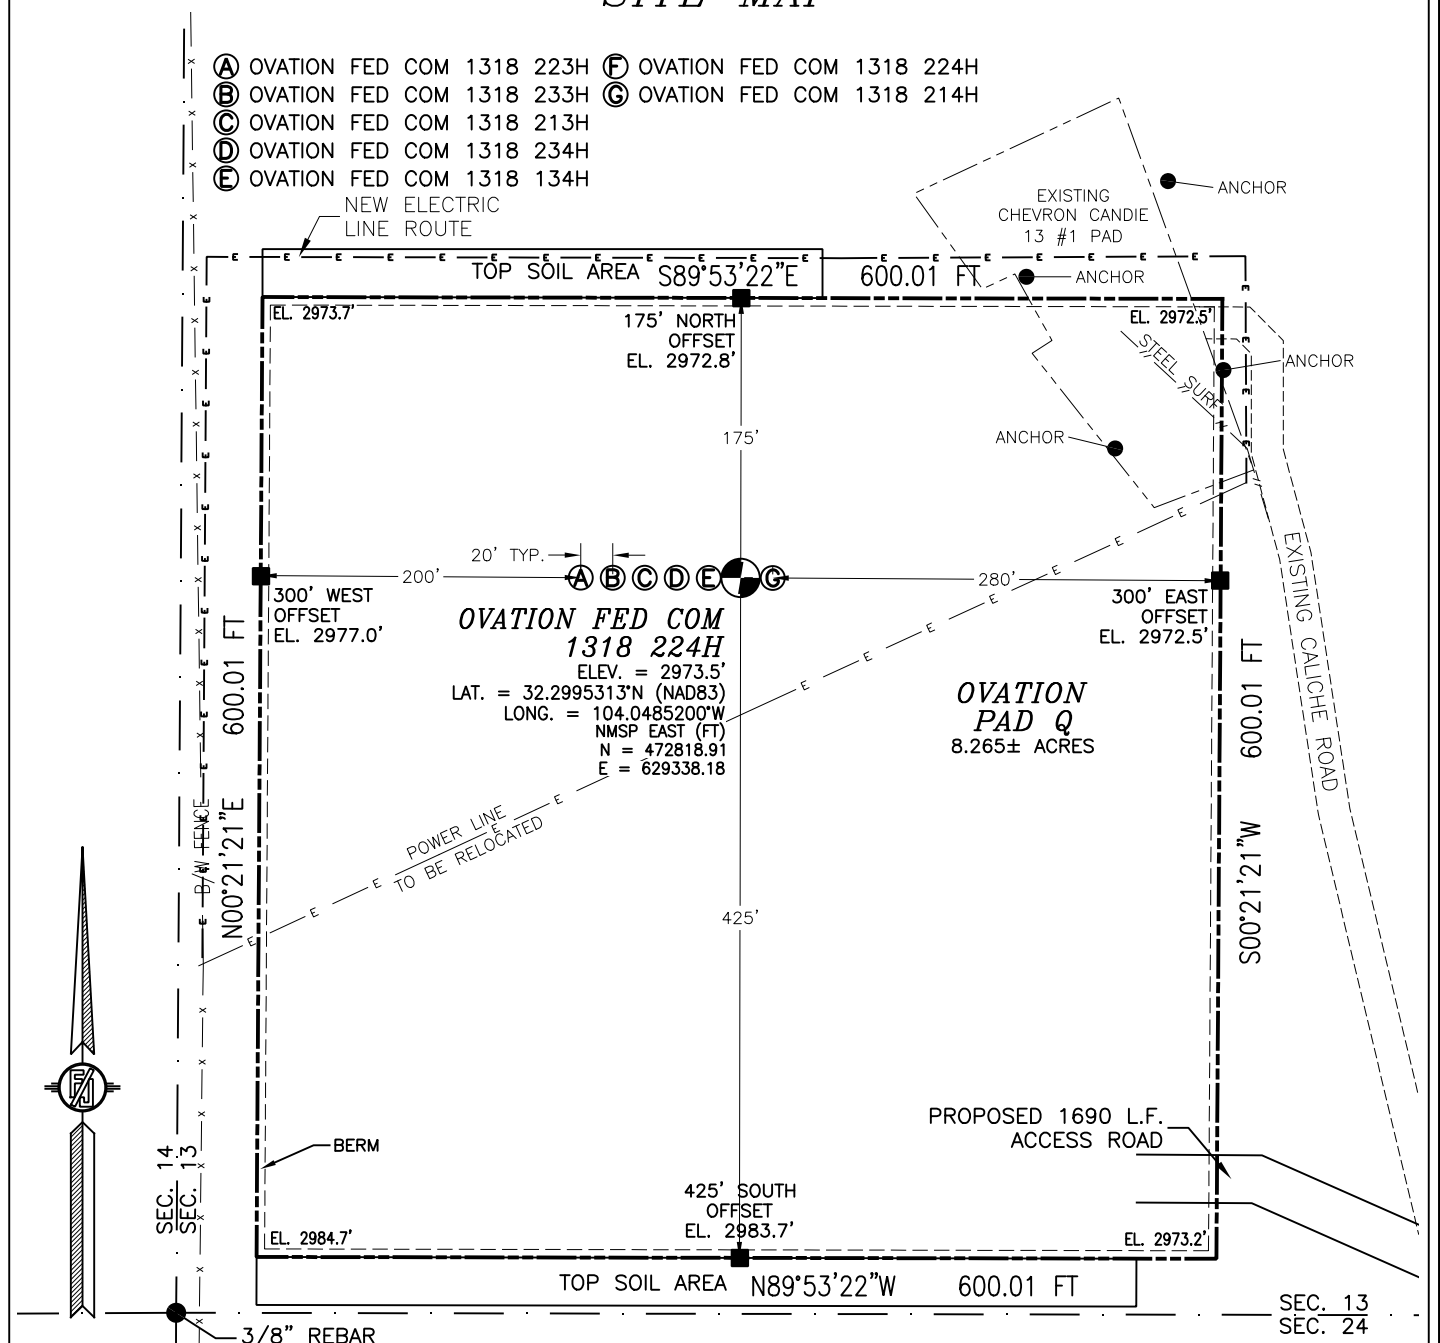 SITE MAP
Ⓐ OVATION FED COM 1318 223H Ⓕ OVATION FED COM 1318 224H
Ⓑ OVATION FED COM 1318 233H Ⓖ OVATION FED COM 1318 214H
Ⓒ OVATION FED COM 1318 213H
Ⓓ OVATION FED COM 1318 234H
Ⓔ OVATION FED COM 1318 134H
NEW ELECTRIC
LINE ROUTE
EXISTING
CHEVRON CANDIE
13 #1 PAD
ANCHOR
ANCHOR
TOP SOIL AREA S89°53'22"E 600.01 FT
EL. 2973.7'
175' NORTH
OFFSET
EL. 2972.8'
EL. 2972.5'
STEEL SURF
ANCHOR
ANCHOR
175'
20' TYP.
200'
A B C D E G
280'
300' WEST
OFFSET
EL. 2977.0'
OVATION FED COM
1318 224H
ELEV. = 2973.5'
LAT. = 32.2995313°N (NAD83)
LONG. = 104.0485200°W
NMSP EAST (FT)
N = 472818.91
E = 629338.18
300' EAST
OFFSET
EL. 2972.5'
OVATION
PAD Q
8.265± ACRES
EXISTING CALICHE ROAD
N00°21'21"E 600.01 FT
B/W FENCE
S00°21'21"W 600.01 FT
POWER LINE
TO BE RELOCATED
425'
BERM
PROPOSED 1690 L.F.
ACCESS ROAD
SEC. 14
SEC. 13
425' SOUTH
OFFSET
EL. 2983.7'
EL. 2984.7'
EL. 2973.2'
TOP SOIL AREA N89°53'22"W 600.01 FT
SEC. 13
SEC. 24
3/8" REBAR